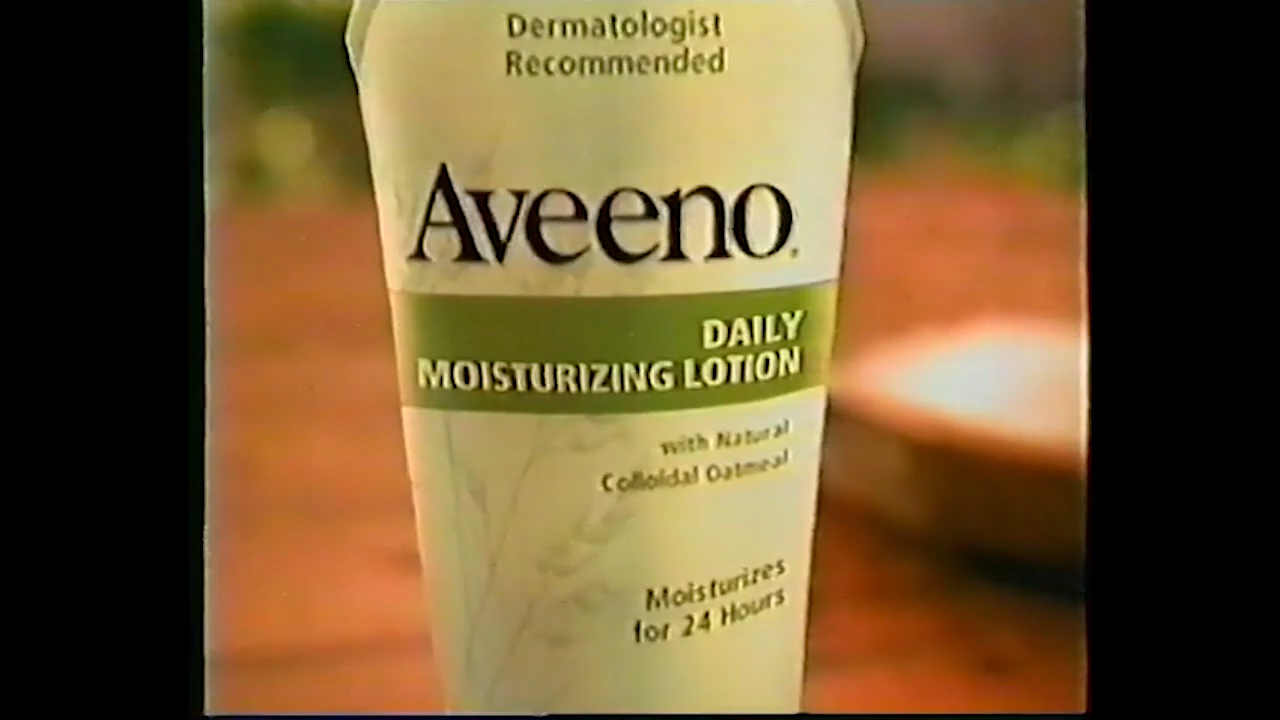 Dermatologist
Recommended
Aveeno
DAILY
MOISTURIZING LOTION
with Natural
Colloidal Oatmeal
Moisturizes
for 24 Hours